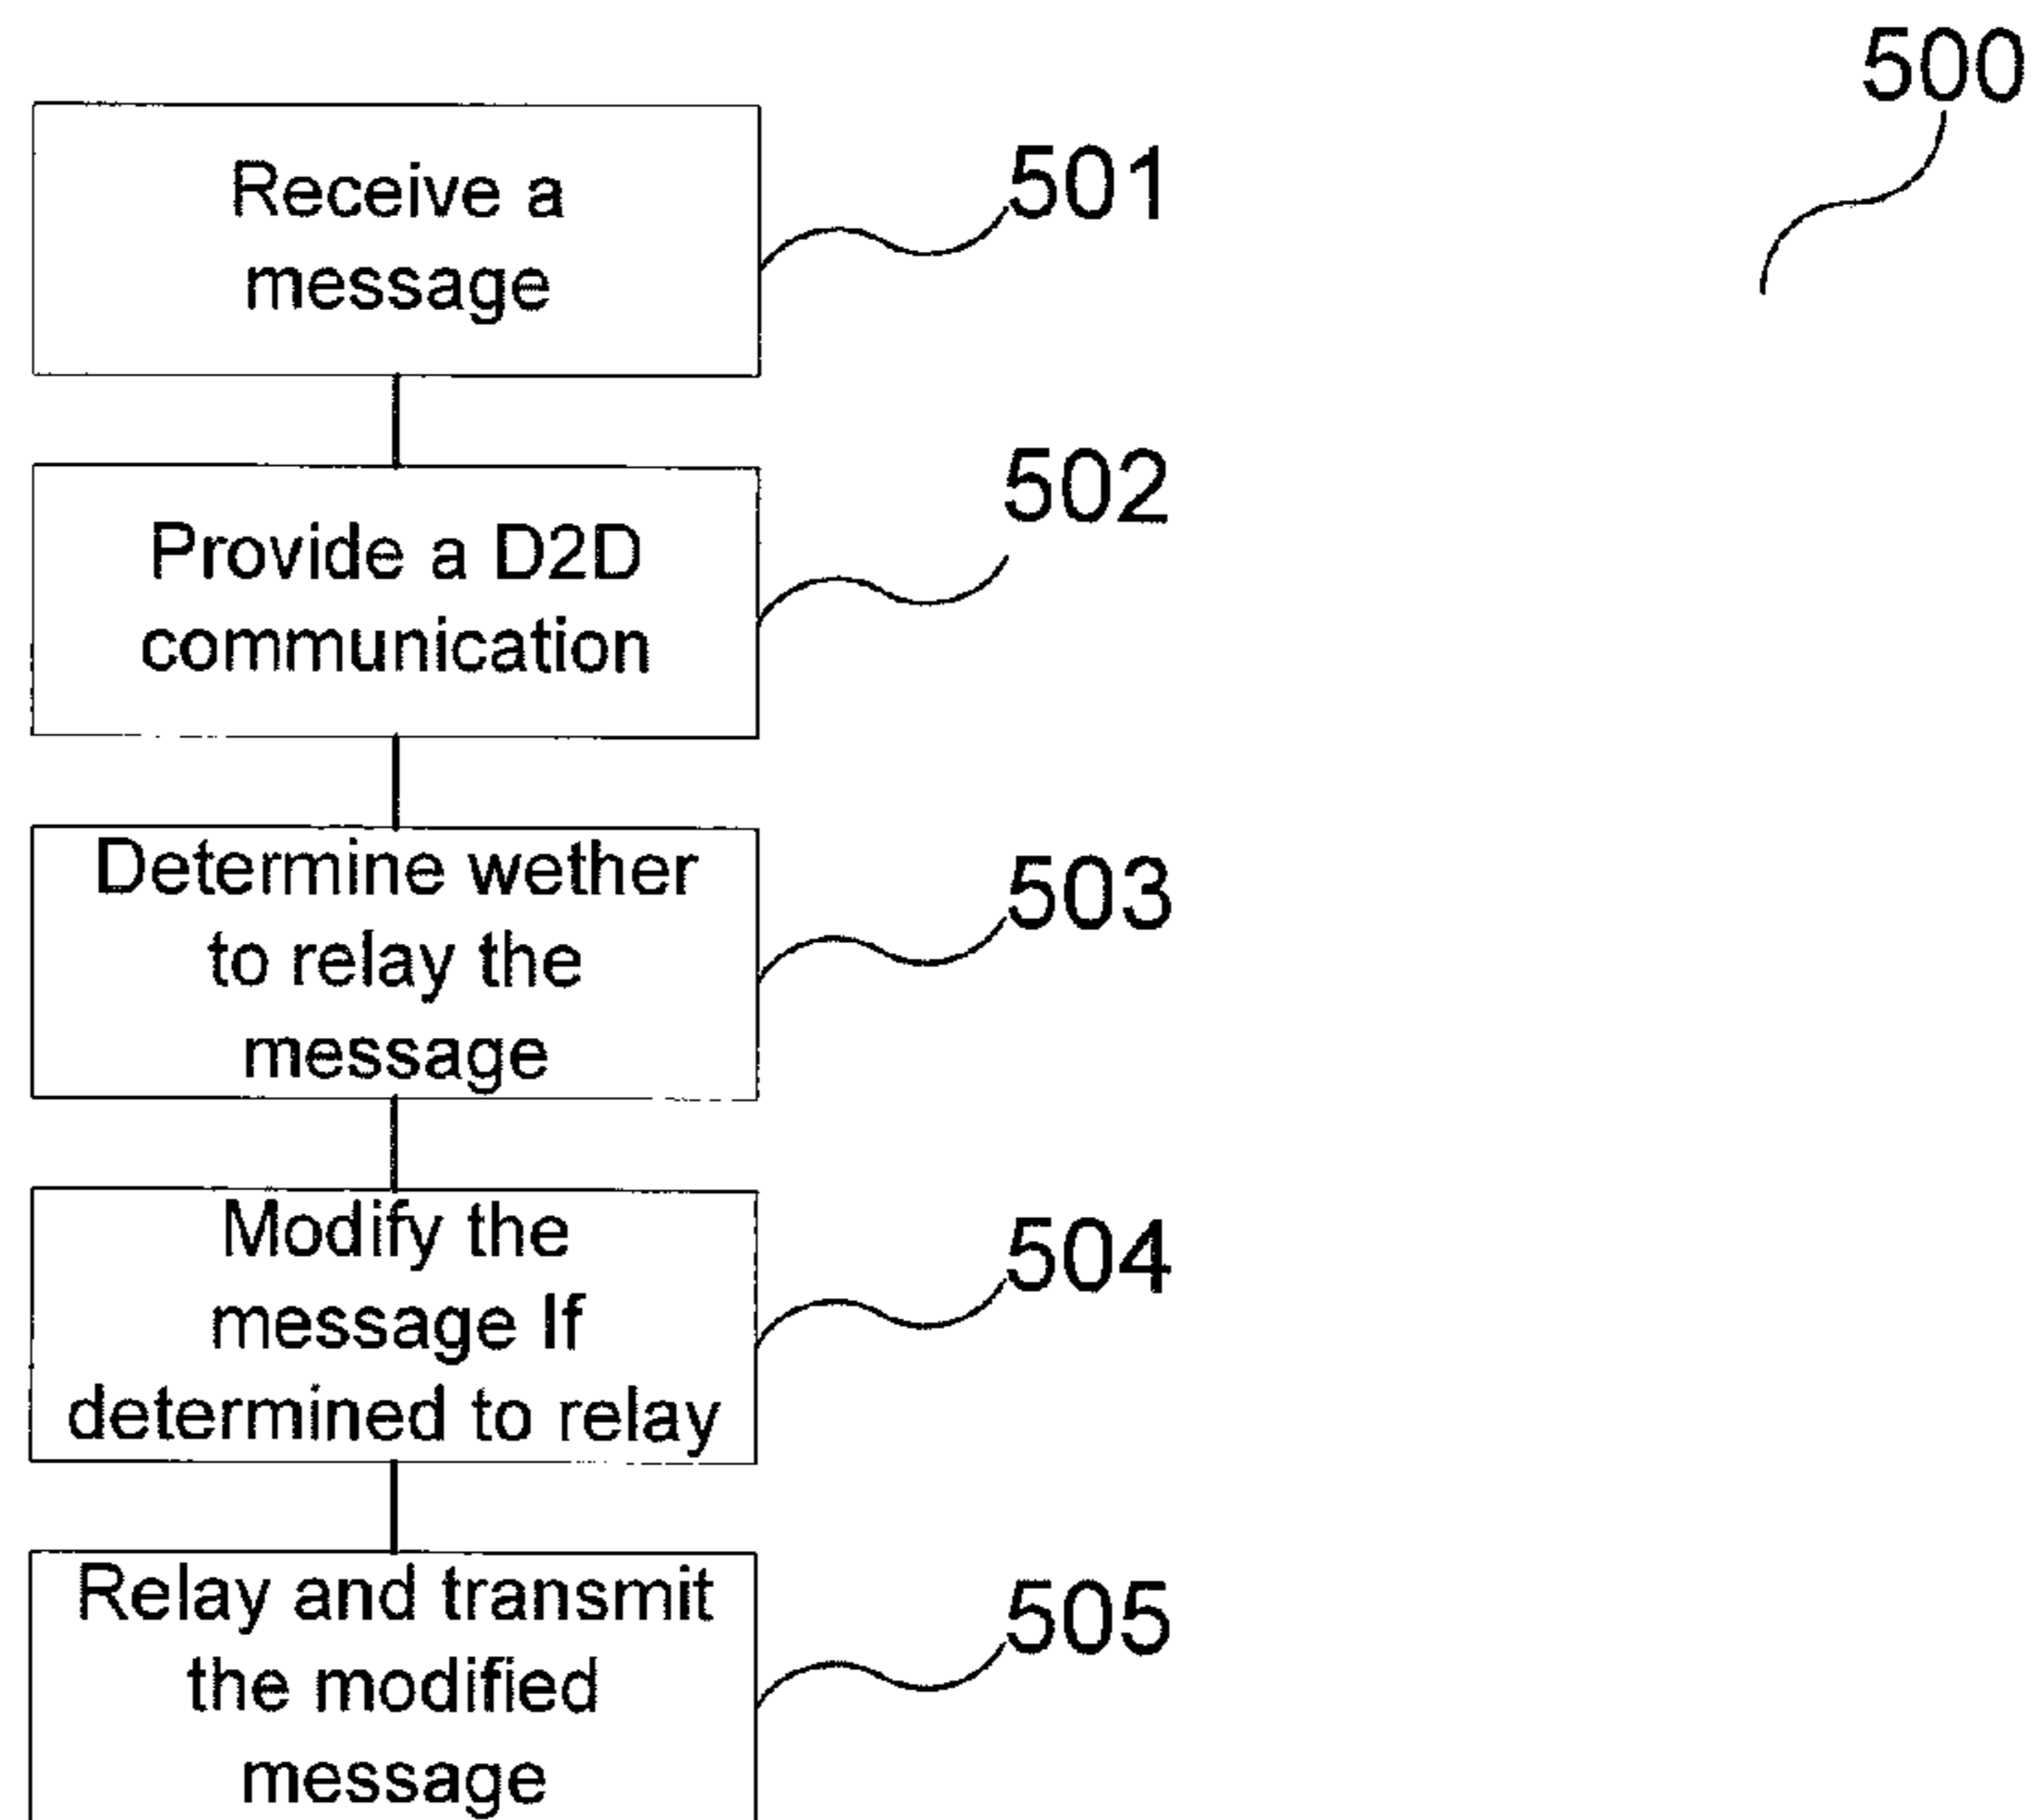 500
Receive a
message
501
Provide a D2D
communication
502
Determine wether
to relay the
message
503
Modify the
message If
determined to relay
504
Relay and transmit
the modified
message
505